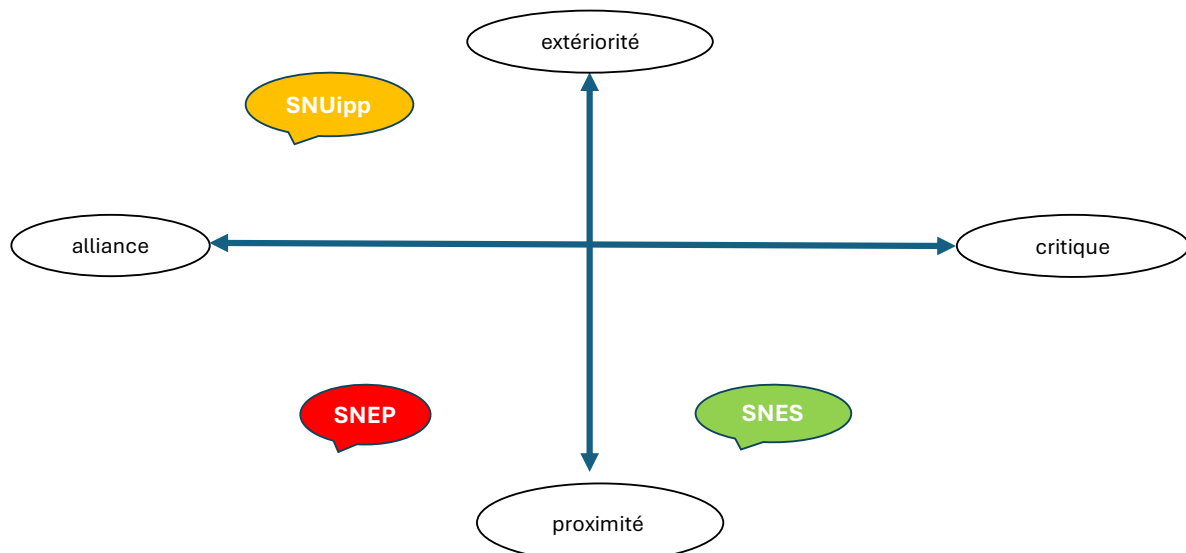 extériorité
SNUipp
alliance
critique
SNEP
SNES
proximité